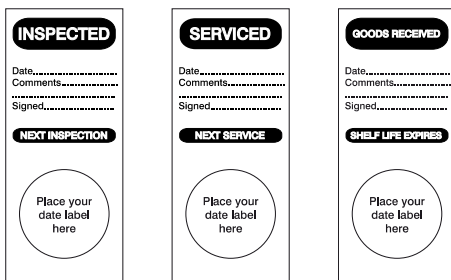 INSPECTED
Date
Comments
Signed
NEXT INSPECTION
Place your
date label
here
SERVICED
Date
Comments
Signed
NEXT SERVICE
Place your
date label
here
GOODS RECEIVED
Date
Comments
Signed
SHELF LIFE EXPIRES
Place your
date label
here